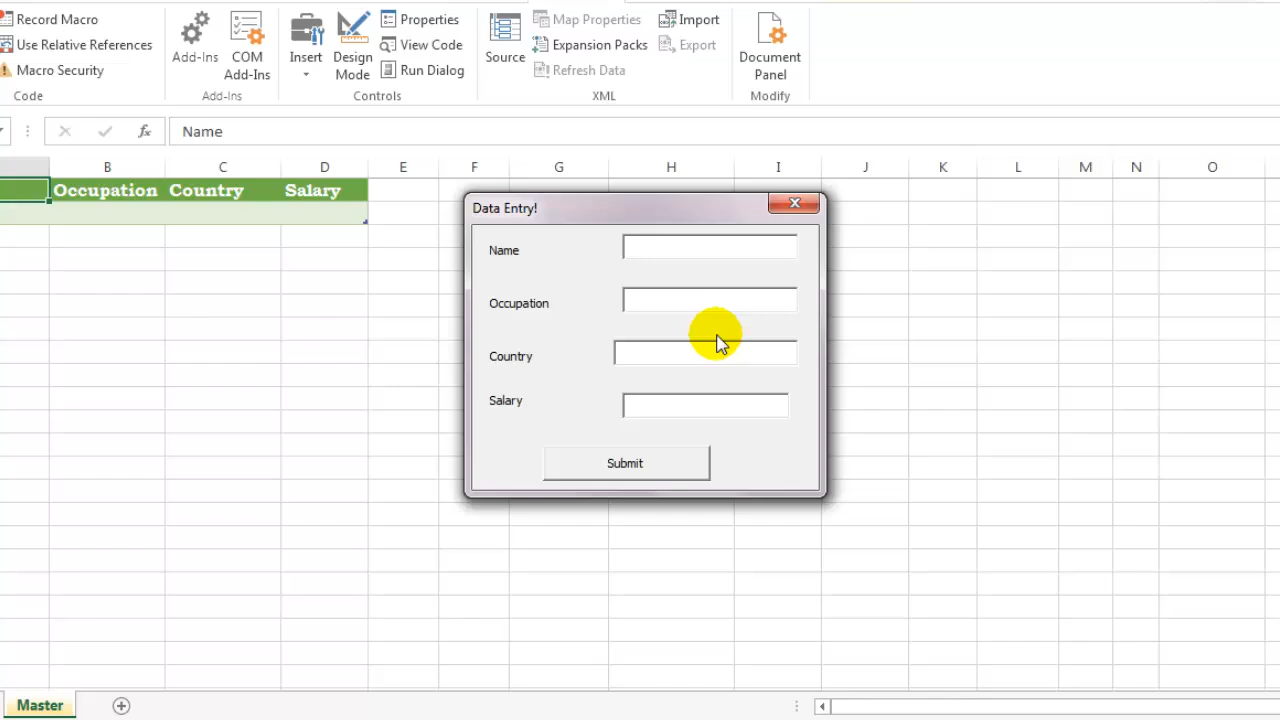 Record Macro
Use Relative References
Macro Security
Code
Add-Ins
COM Add-Ins
Add-Ins
Insert
Design Mode
Properties
View Code
Run Dialog
Controls
Source
Map Properties
Expansion Packs
Refresh Data
Import
Export
XML
Document Panel
Modify
fx Name
B C D E F G H I J K L M N O
Occupation Country Salary
Data Entry!
Name
Occupation
Country
Salary
Submit
Master